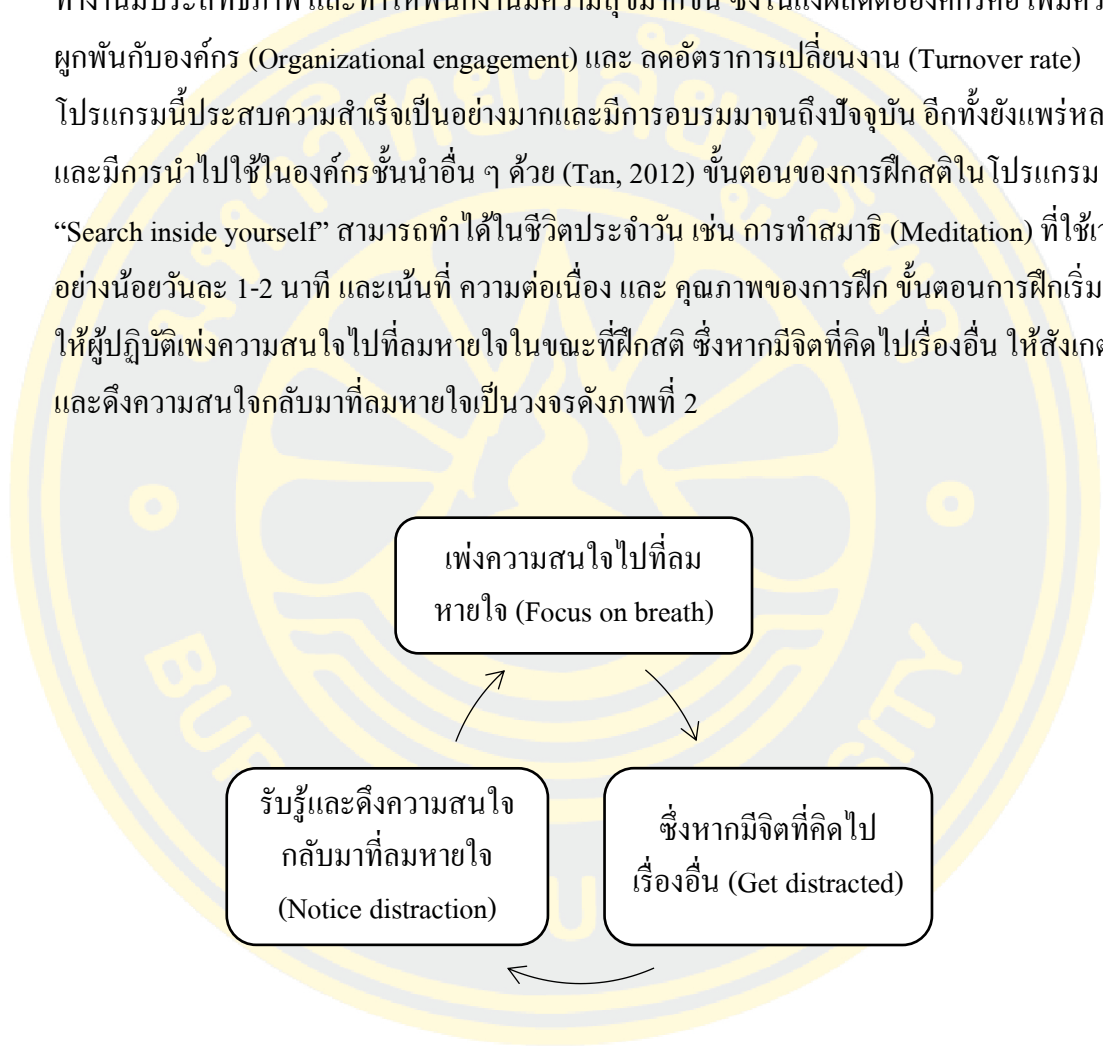 ผูกพันกับองค์กร (Organizational engagement) และ ลดอัตราการเปลี่ยนงาน (Turnover rate)
โปรแกรมนี้ประสบความสำเร็จเป็นอย่างมากและมีการอบรมมาจนถึงปัจจุบัน อีกทั้งยังแพร่หล
และมีการนำไปใช้ในองค์กรชั้นนำอื่น ๆ ด้วย (Tan, 2012) ขั้นตอนของการฝึกสติในโปรแกรม
“Search inside yourself” สามารถทำได้ในชีวิตประจำวัน เช่น การทำสมาธิ (Meditation) ที่ใช้เว
อย่างน้อยวันละ 1-2 นาที และเน้นที่ ความต่อเนื่อง และ คุณภาพของการฝึก ขั้นตอนการฝึกเริ่ม
ให้ผู้ปฏิบัติเพ่งความสนใจไปที่ลมหายใจในขณะที่ฝึกสติ ซึ่งหากมีจิตที่คิดไปเรื่องอื่น ให้สังเกต
และดึงความสนใจกลับมาที่ลมหายใจเป็นวงจรดังภาพที่ 2
เพ่งความสนใจไปที่ลม
หายใจ (Focus on breath)
ซึ่งหากมีจิตที่คิดไป
เรื่องอื่น (Get distracted)
รับรู้และดึงความสนใจ
กลับมาที่ลมหายใจ
(Notice distraction)